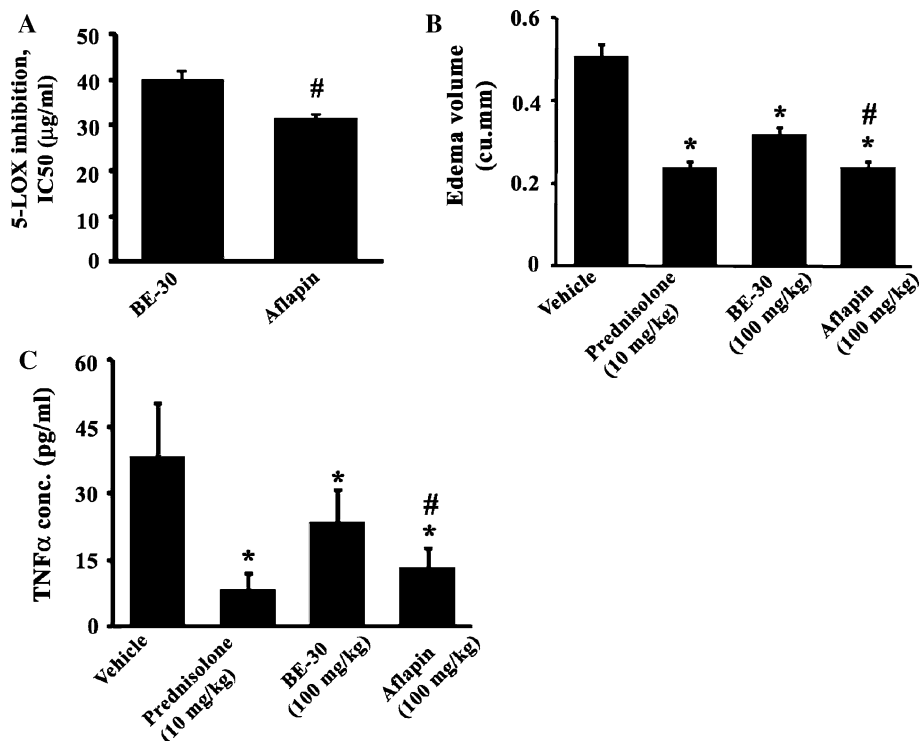 A
5-LOX inhibition,
IC50 (µg/ml)
50
40
30
20
10
0
#
BE-30
Aflapin
B
Edema volume
(cu.mm)
0.6
0.4
0.2
0
*
*
#
*
Vehicle
Prednisolone
(10 mg/kg)
BE-30
(100 mg/kg)
Aflapin
(100 mg/kg)
C
TNFα conc. (pg/ml)
60
45
30
15
0
*
*
#
*
Vehicle
Prednisolone
(10 mg/kg)
BE-30
(100 mg/kg)
Aflapin
(100 mg/kg)